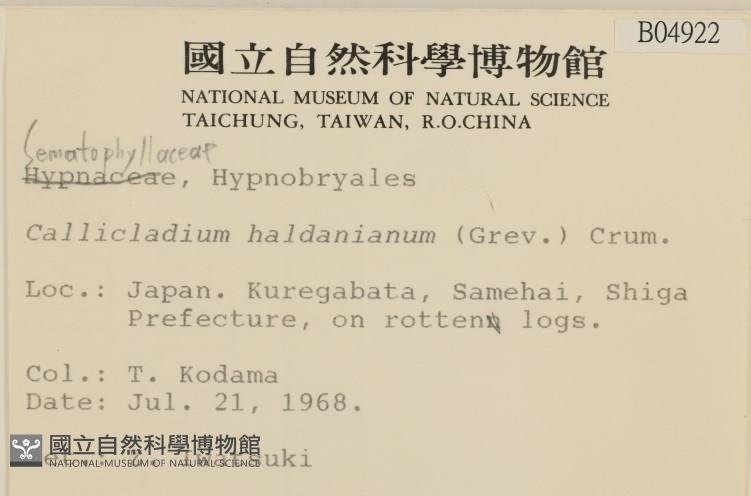 B04922
國立自然科學博物館
NATIONAL MUSEUM OF NATURAL SCIENCE
TAICHUNG, TAIWAN, R.O.CHINA
Sematophyllaceae
Hypnaceae, Hypnobryales
Callicladium haldanianum (Grev.) Crum.
Loc.: Japan. Kuregabata, Samehai, Shiga
Prefecture, on rotten logs.
Col.: T. Kodama
Date: Jul. 21, 1968.
國立自然科學博物館
NATIONAL MUSEUM OF NATURAL SCIENCE
Z. Iwatsuki